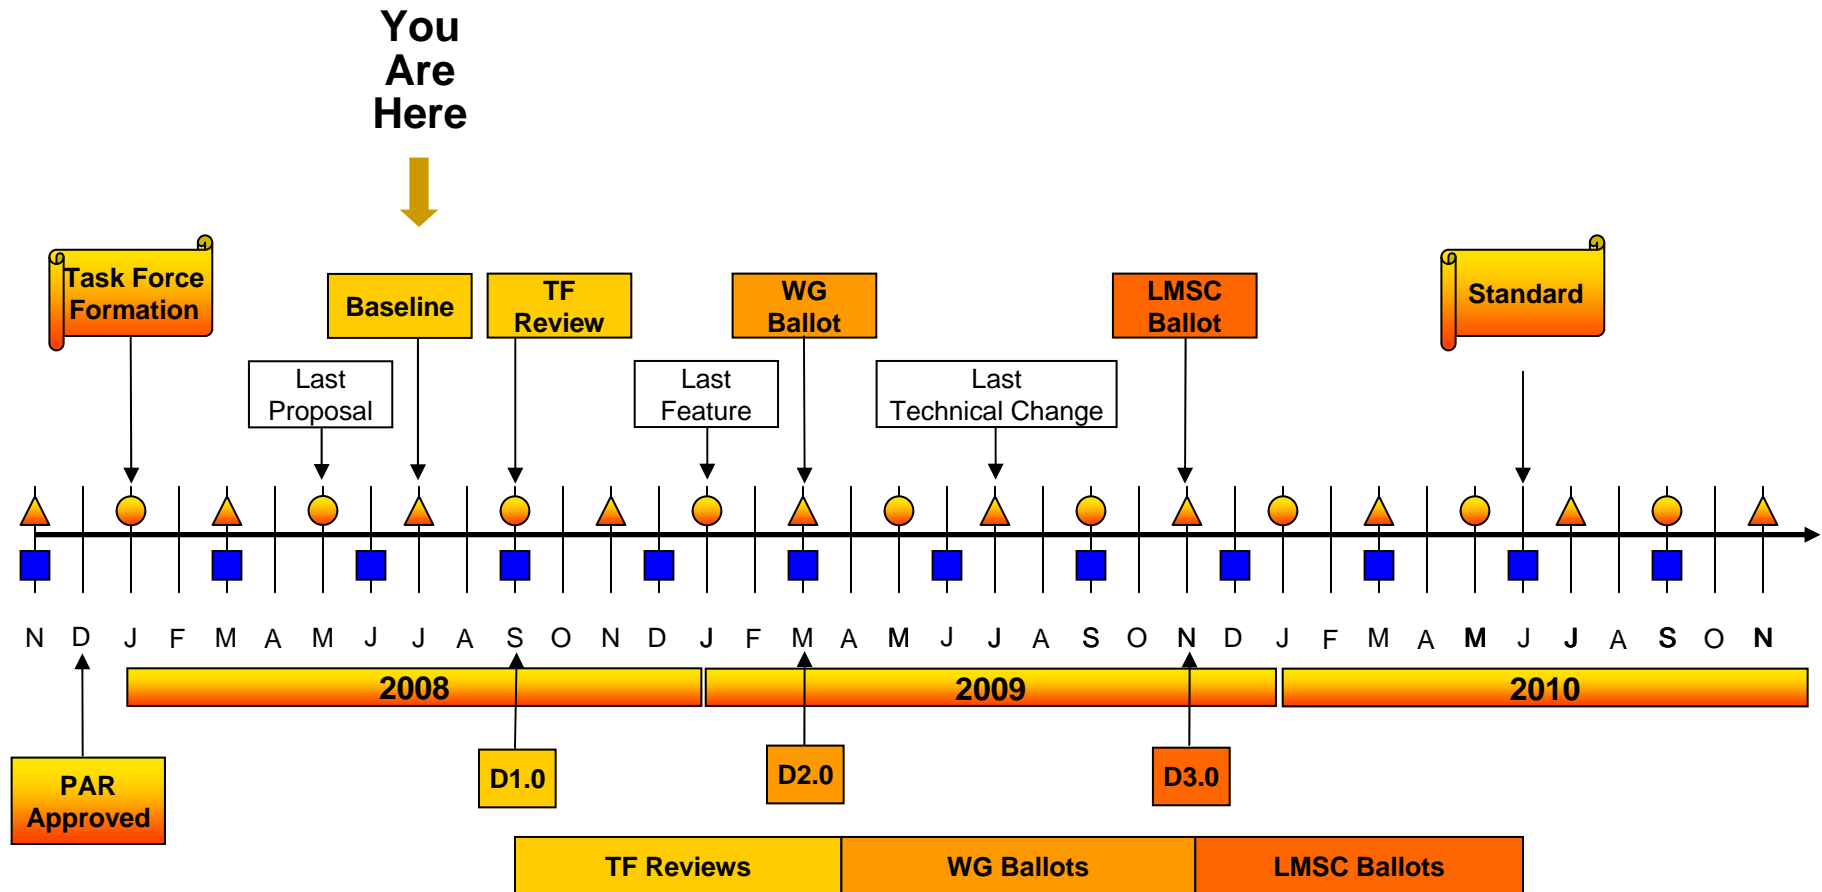 You
Are
Here
Task Force
Formation
Baseline
TF
Review
WG
Ballot
LMSC
Ballot
Standard
Last
Proposal
Last
Feature
Last
Technical Change
N D J F M A M J J A S O N D J F M A M J J A S O N D J F M A M J J A S O N
2008 2009 2010
PAR
Approved
D1.0
D2.0
D3.0
TF Reviews WG Ballots LMSC Ballots